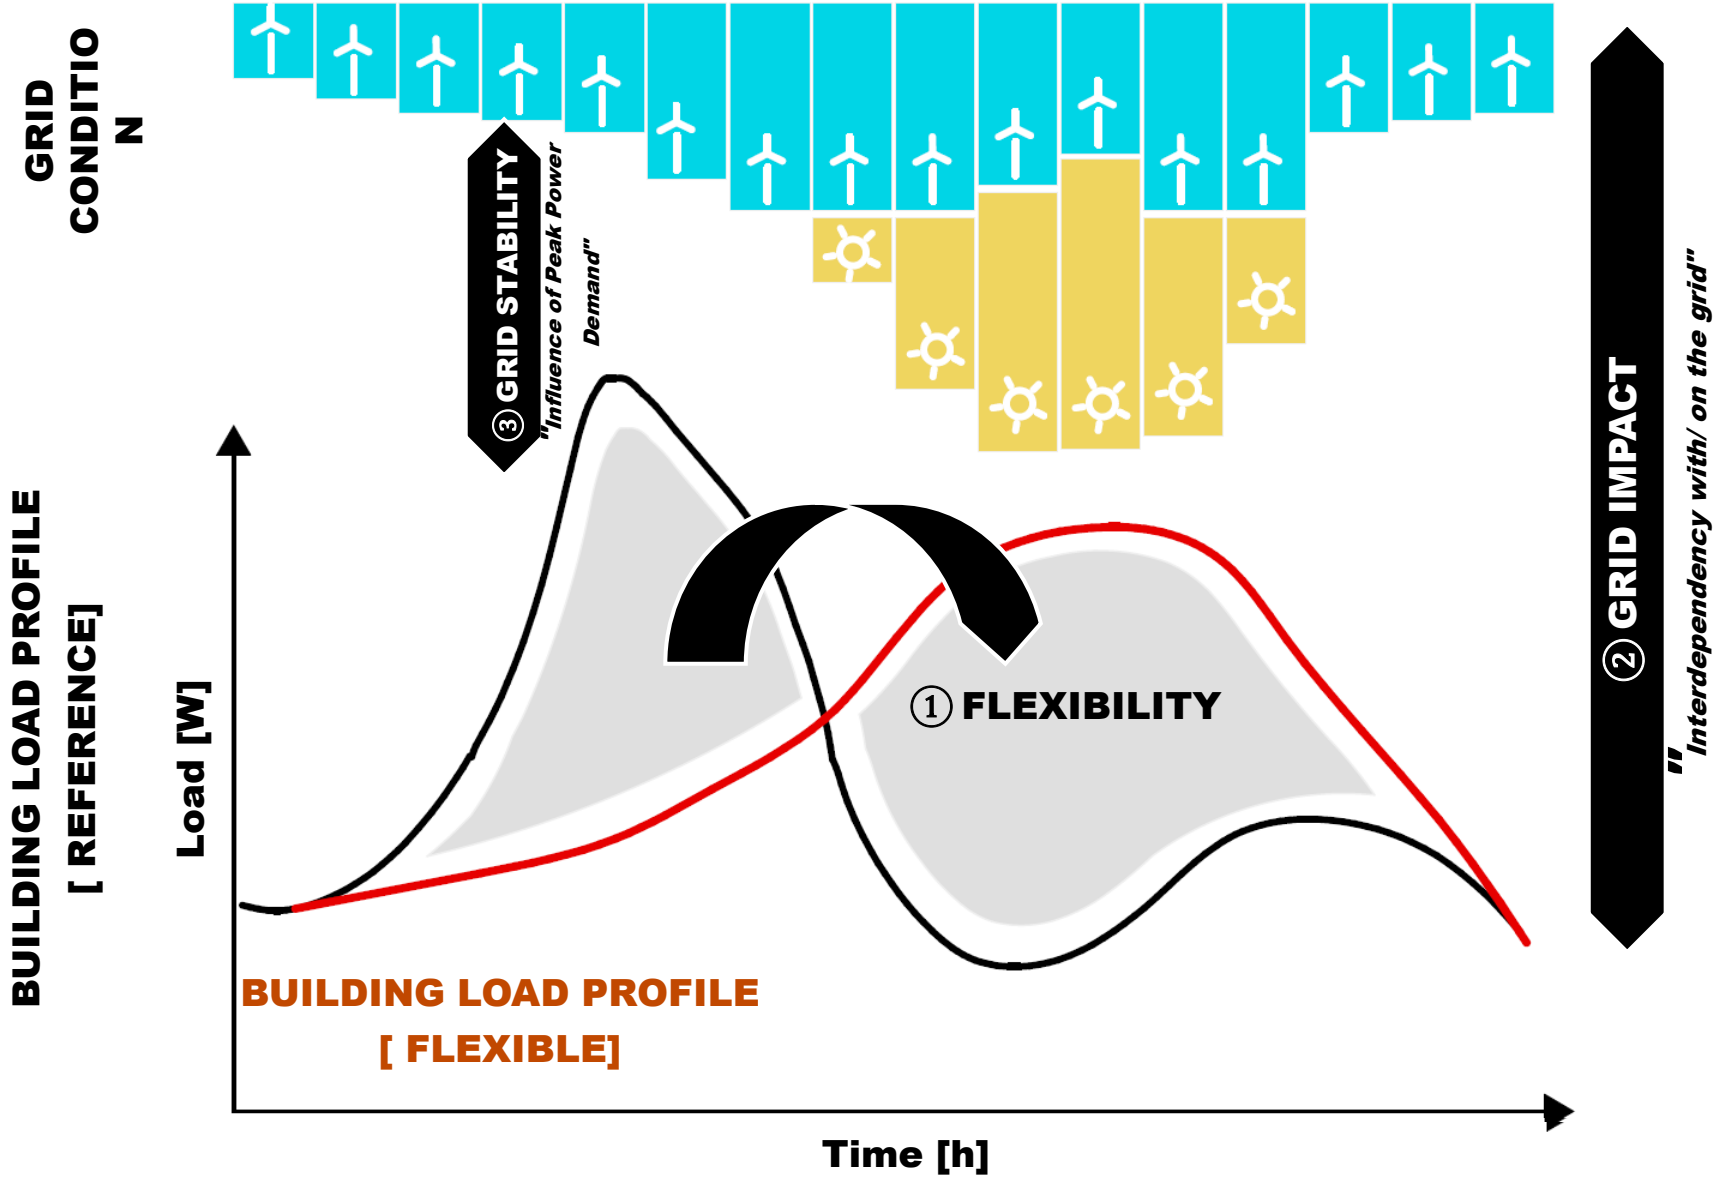 GRID
CONDITIO
N
③ GRID STABILITY
"Influence of Peak Power
Demand"
② GRID IMPACT
"Interdependency with/ on the grid"
BUILDING LOAD PROFILE
[ REFERENCE]
Load [W]
① FLEXIBILITY
BUILDING LOAD PROFILE
[ FLEXIBLE]
Time [h]